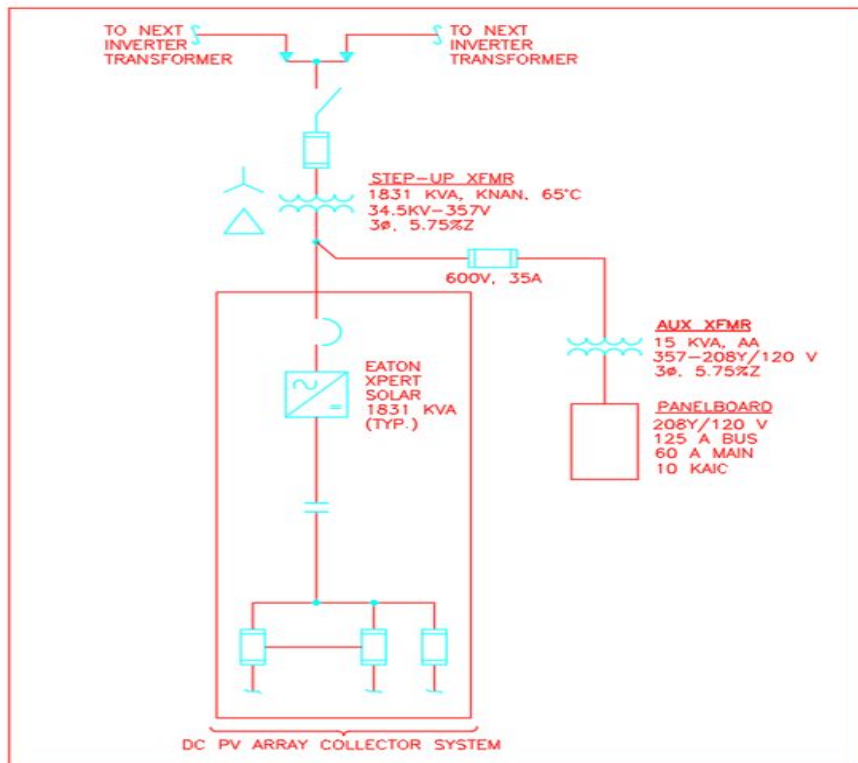 TO NEXT
INVERTER
TRANSFORMER
TO NEXT
INVERTER
TRANSFORMER
STEP-UP XFMR
1831 KVA, KNAN, 65°C
34.5KV-357V
3ø, 5.75%Z
600V, 35A
AUX XFMR
15 KVA, AA
357-208Y/120 V
3ø, 5.75%Z
EATON
XPERT
SOLAR
1831 KVA
(TYP.)
PANELBOARD
208Y/120 V
125 A BUS
60 A MAIN
10 KAIC
DC PV ARRAY COLLECTOR SYSTEM